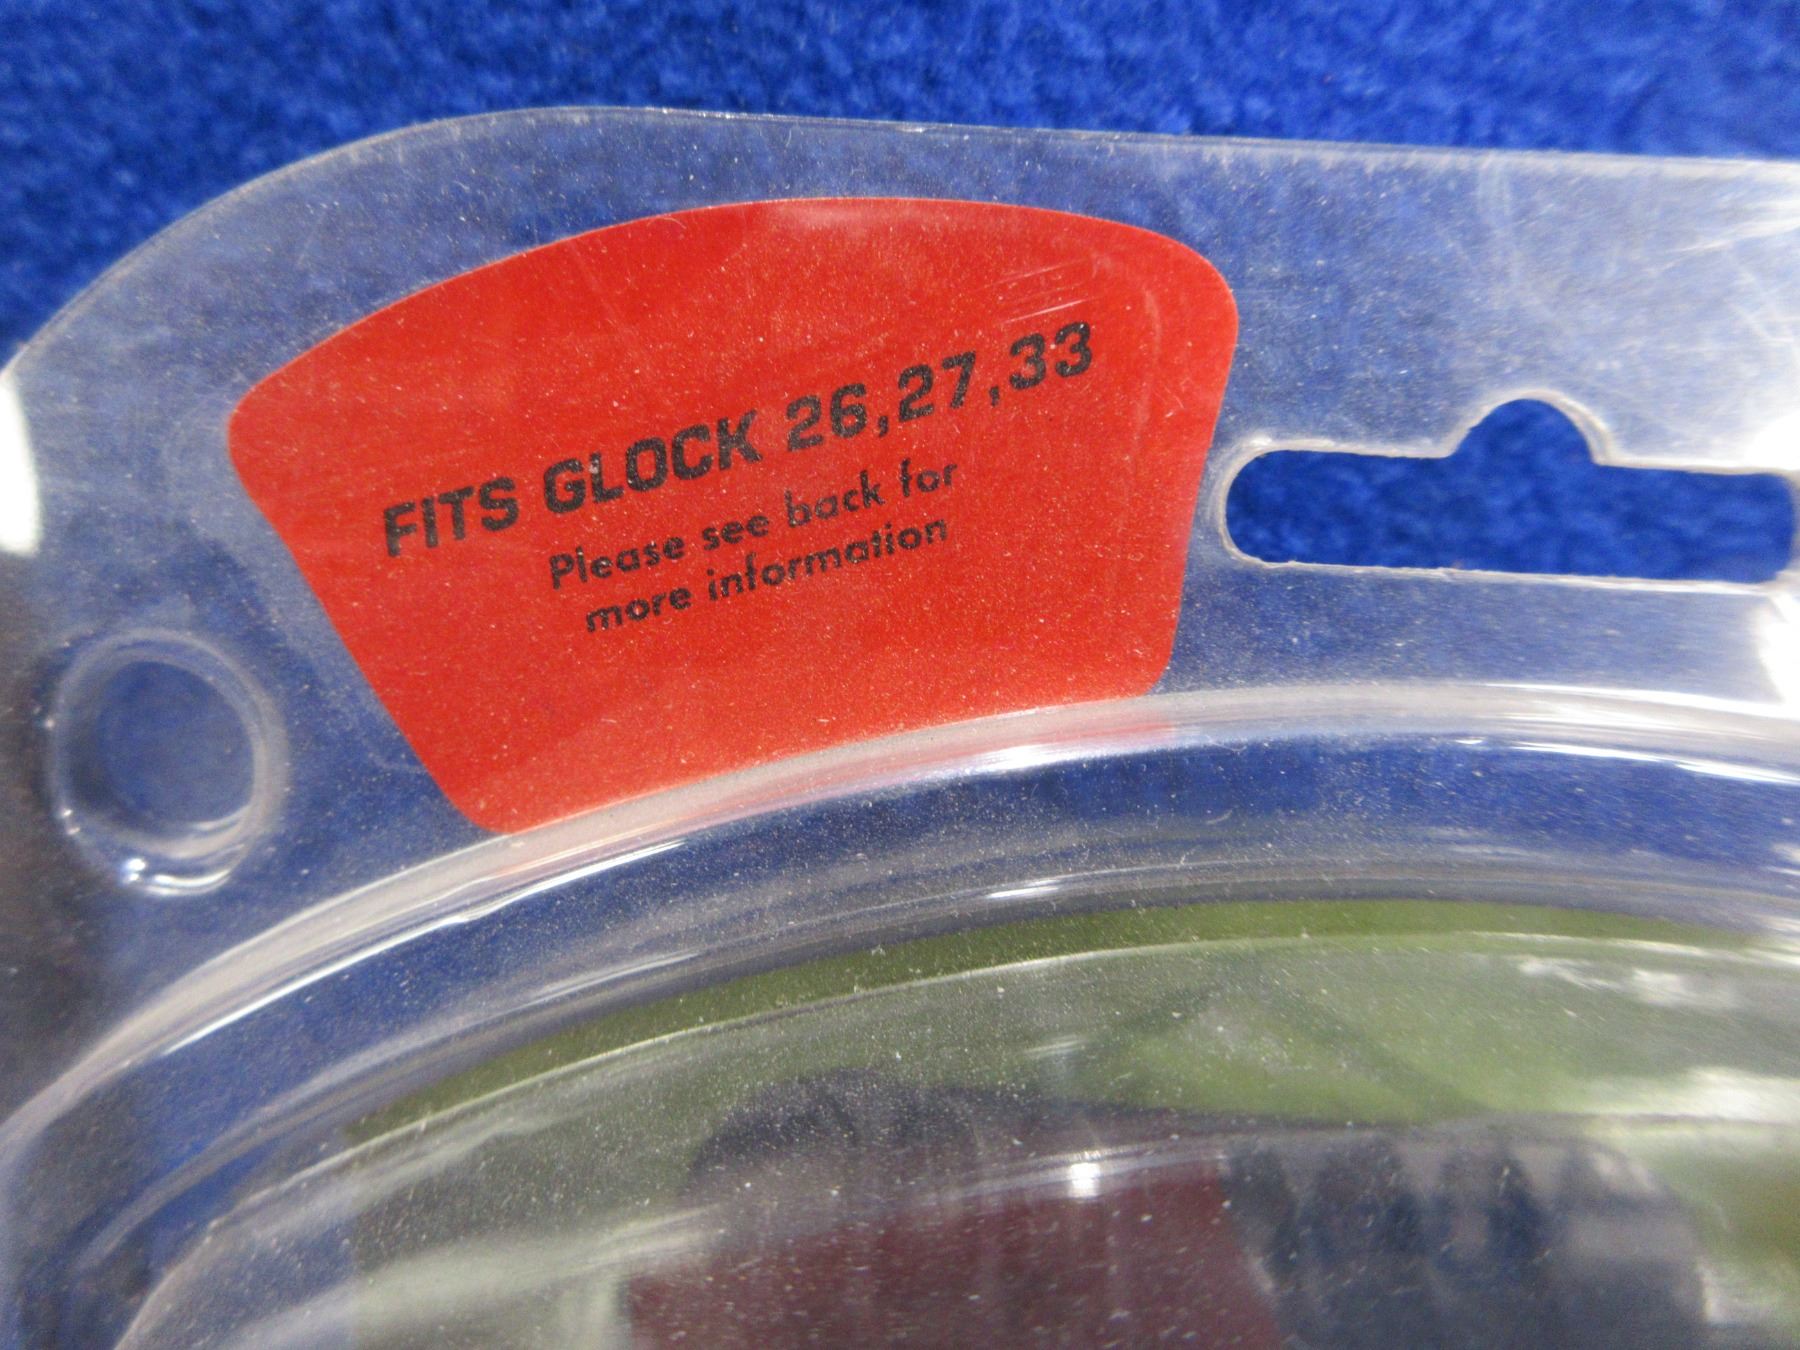 FITS GLOCK 26,27,33
Please see back for
more information